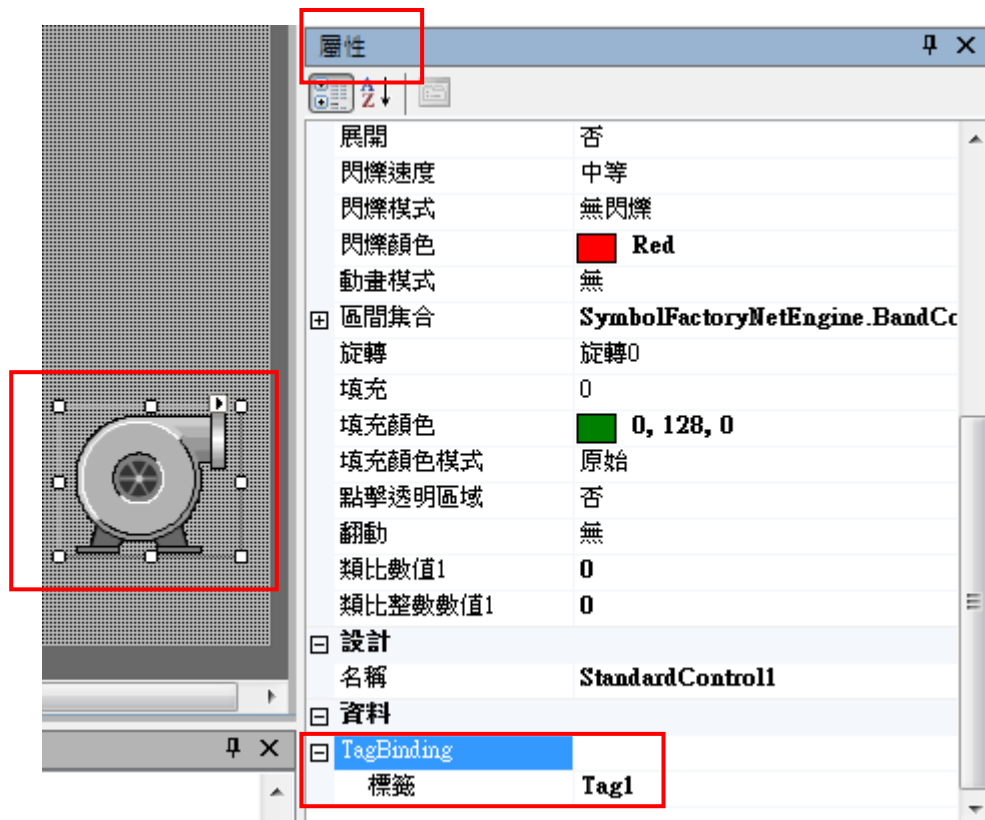 屬性
展開 否
閃爍速度 中等
閃爍模式 無閃爍
閃爍顏色 Red
動畫模式 無
區間集合 SymbolFactoryNetEngine.BandCo
旋轉 旋轉0
填充 0
填充顏色 0, 128, 0
填充顏色模式 原始
點擊透明區域 否
翻動 無
類比數值1 0
類比整數數值1 0
設計
名稱 StandardControl1
資料
TagBinding
標籤 Tag1